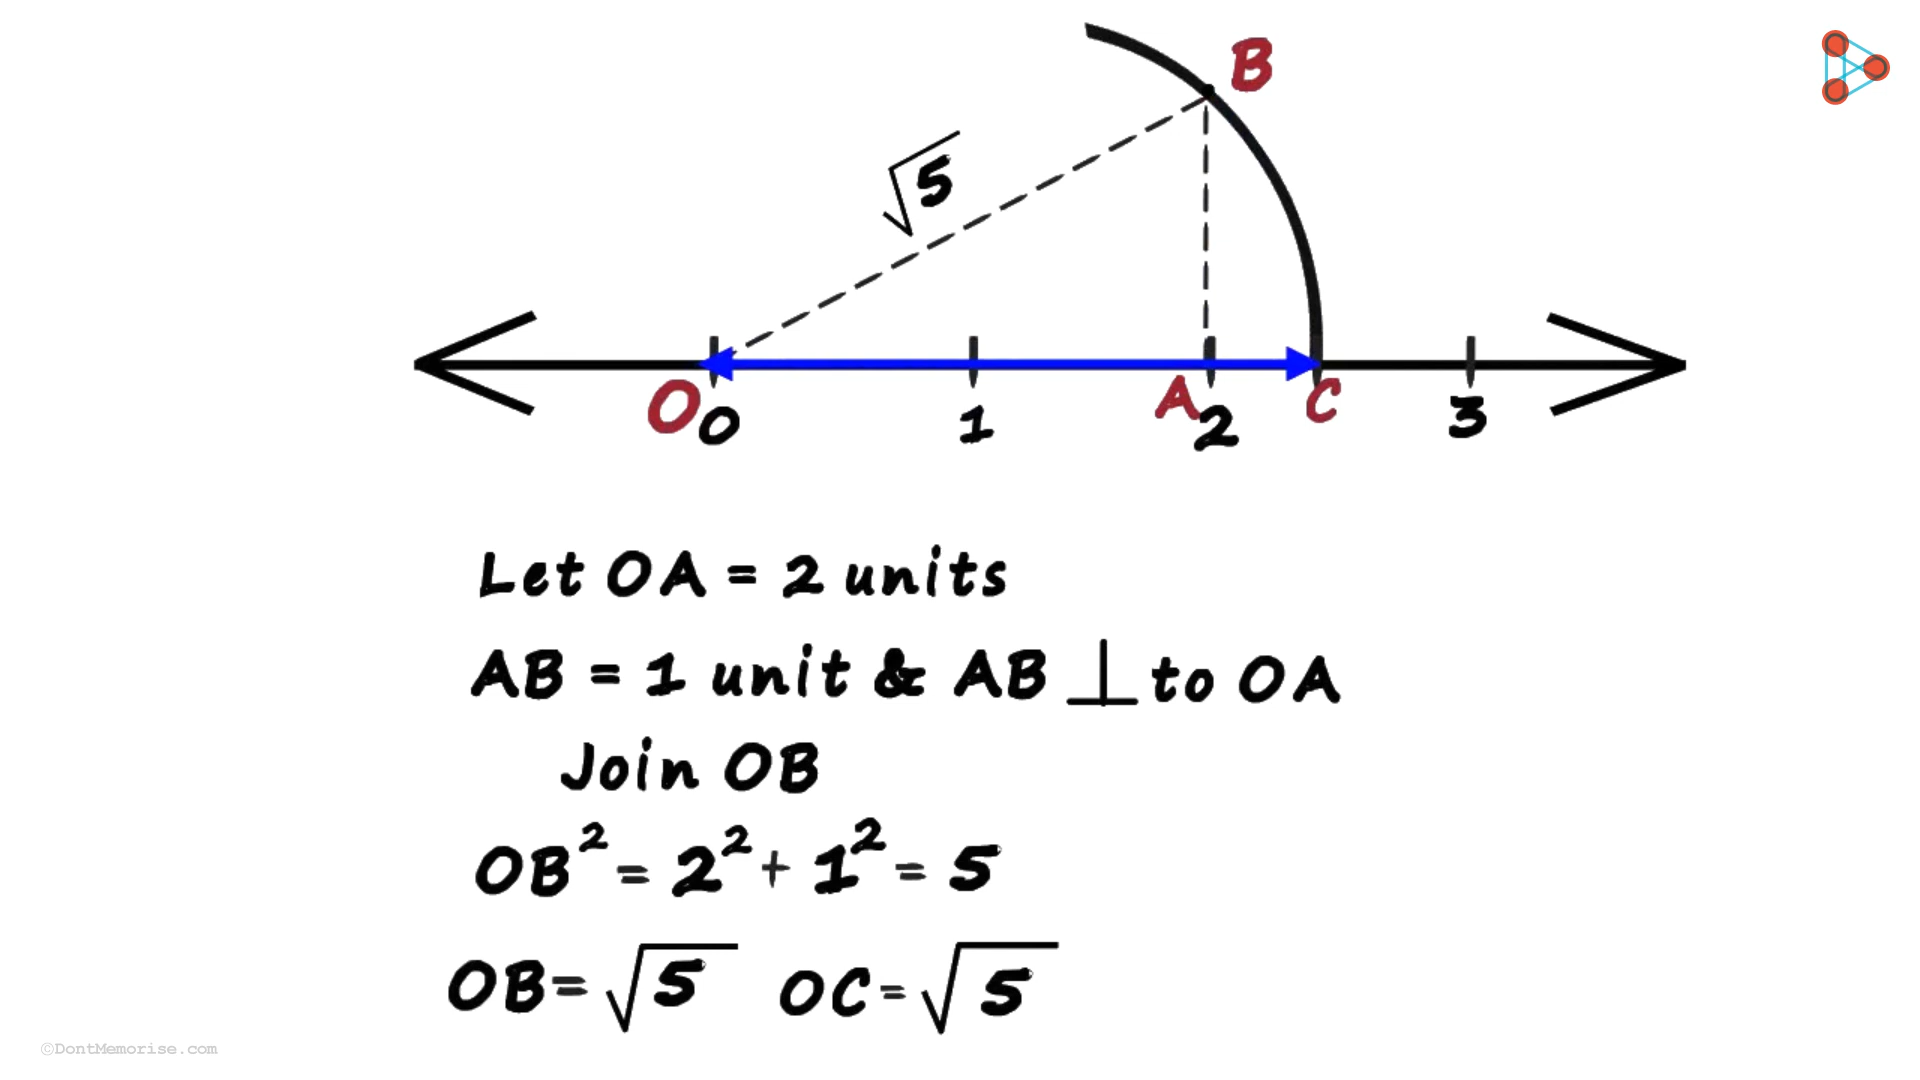 B
√5
O 0 1 A 2 C 3
Let OA = 2 units
AB = 1 unit & AB ⊥ to OA
Join OB
OB² = 2² + 1² = 5
OB = √5 OC = √5
©DontMemorise.com